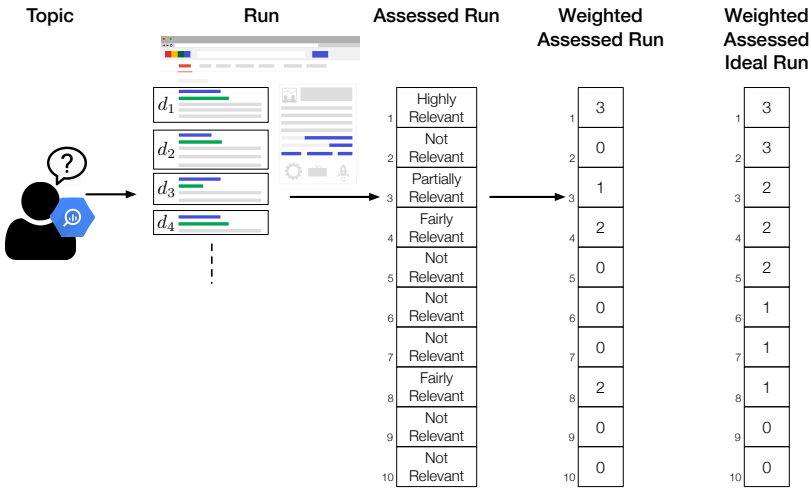 Topic
Run
Assessed Run
Weighted
Assessed Run
Weighted
Assessed
Ideal Run
?
d1
d2
d3
d4
1
Highly
Relevant
2
Not
Relevant
3
Partially
Relevant
4
Fairly
Relevant
5
Not
Relevant
6
Not
Relevant
7
Not
Relevant
8
Fairly
Relevant
9
Not
Relevant
10
Not
Relevant
1 3
2 0
3 1
4 2
5 0
6 0
7 0
8 2
9 0
10 0
1 3
2 3
3 2
4 2
5 2
6 1
7 1
8 1
9 0
10 0